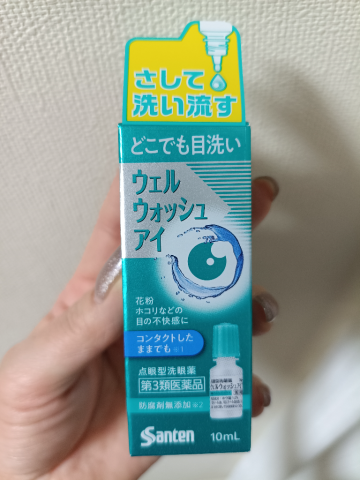 さして
洗い流す
どこでも目洗い
ウェル
ウォッシュ
アイ
花粉
ホコリなどの
目の不快感に
コンタクトした
ままでも※1
点眼型洗眼薬
第3類医薬品
防腐剤無添加※2
Santen
10mL